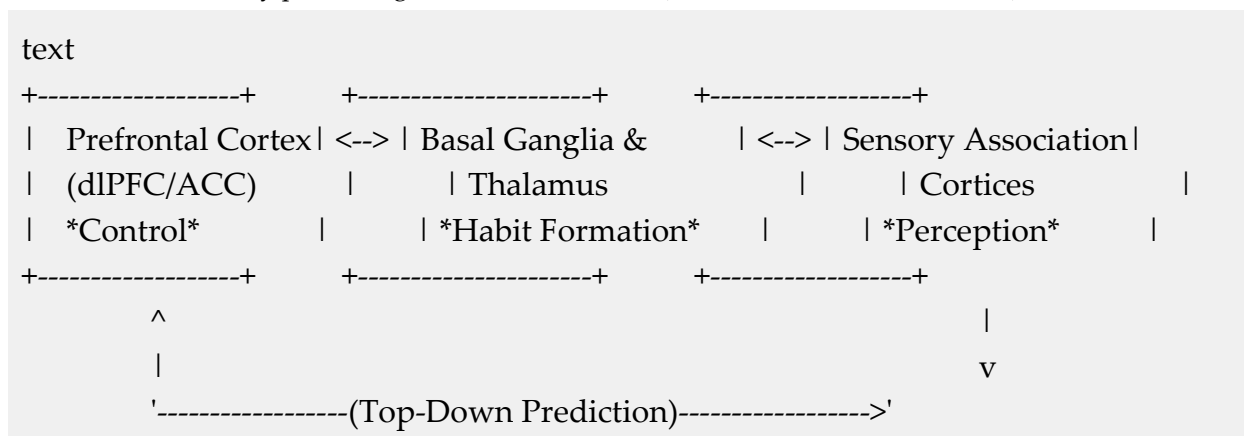 text
+-------------------+ +----------------------+ +-------------------+
| Prefrontal Cortex| <--> | Basal Ganglia & | <--> | Sensory Association|
| (dlPFC/ACC) | | Thalamus | | Cortices |
| *Control* | | *Habit Formation* | | *Perception* |
+-------------------+ +----------------------+ +-------------------+
^ |
| v
'------------------(Top-Down Prediction)------------------>'